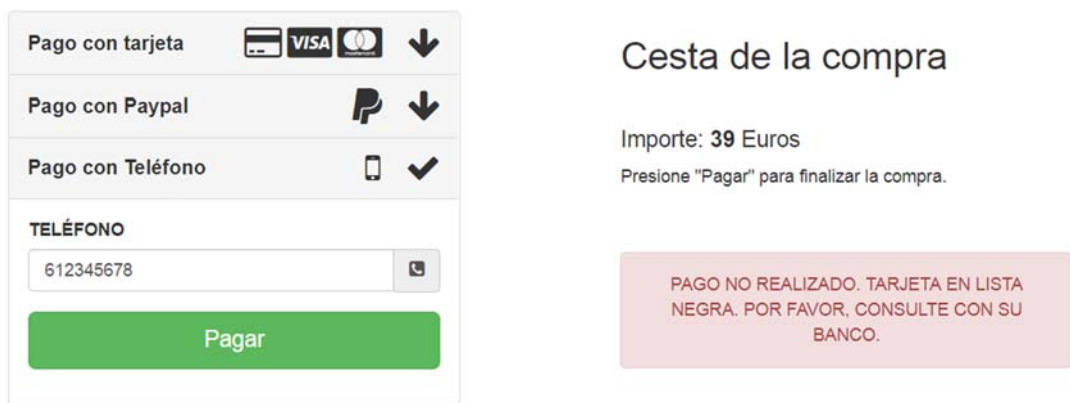 Pago con tarjeta VISA
Pago con Paypal
Pago con Teléfono
TELÉFONO
612345678
Pagar
Cesta de la compra
Importe: 39 Euros
Presione "Pagar" para finalizar la compra.
PAGO NO REALIZADO. TARJETA EN LISTA
NEGRA. POR FAVOR, CONSULTE CON SU
BANCO.